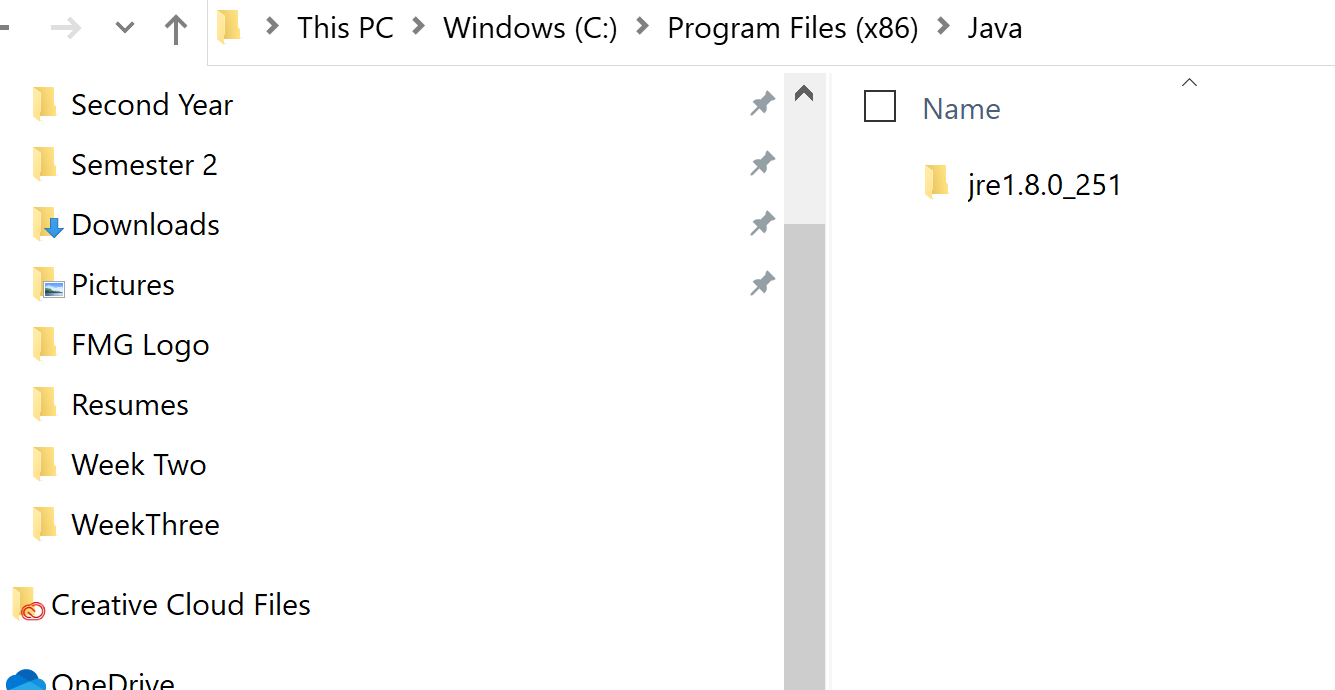 This PC > Windows (C:) > Program Files (x86) > Java
Second Year
Semester 2
Downloads
Pictures
FMG Logo
Resumes
Week Two
WeekThree
Creative Cloud Files
OneDrive
Name
jre1.8.0_251